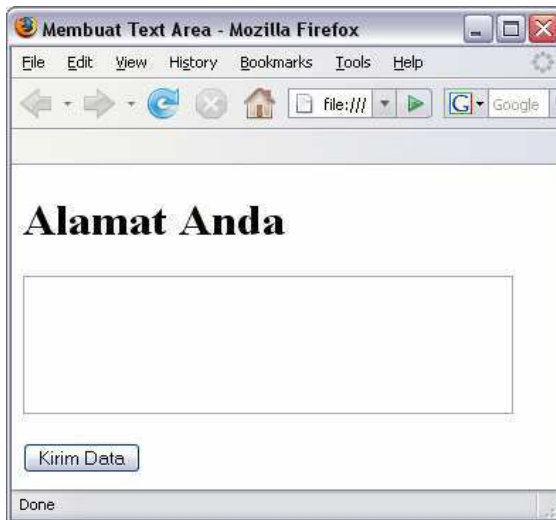 Membuat Text Area - Mozilla Firefox
File Edit View History Bookmarks Tools Help
file:/// G Google
Alamat Anda
Kirim Data
Done